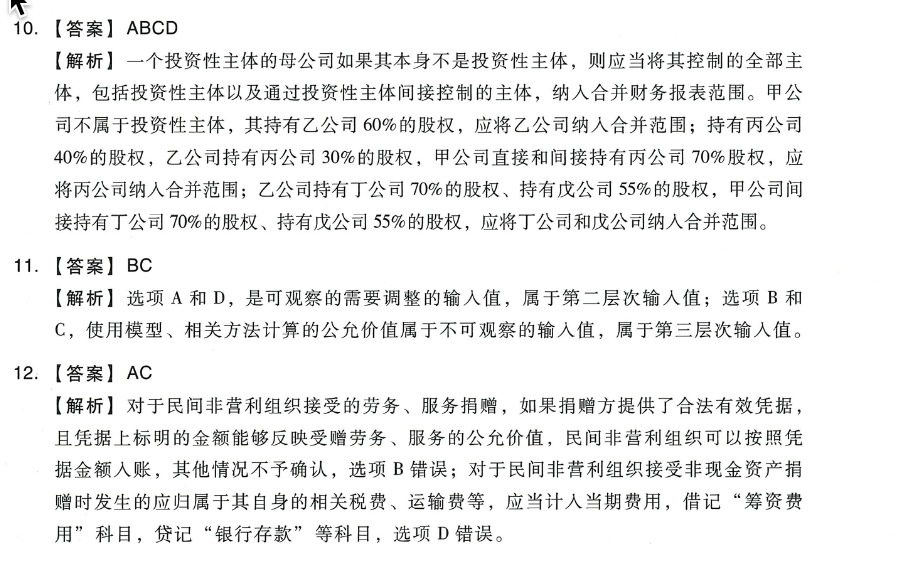 10. 【答案】ABCD
【解析】一个投资性主体的母公司如果其本身不是投资性主体，则应当将其控制的全部主
体，包括投资性主体以及通过投资性主体间接控制的主体，纳入合并财务报表范围。甲公
司不属于投资性主体，其持有乙公司 60%的股权，应将乙公司纳入合并范围；持有丙公司
40%的股权，乙公司持有丙公司 30%的股权，甲公司直接和间接持有丙公司 70%股权，应
将丙公司纳入合并范围；乙公司持有丁公司 70%的股权、持有戊公司 55%的股权，甲公司间
接持有丁公司 70%的股权、持有戊公司 55%的股权，应将丁公司和戊公司纳入合并范围。
11. 【答案】BC
【解析】选项 A 和 D，是可观察的需要调整的输入值，属于第二层次输入值；选项 B 和
C，使用模型、相关方法计算的公允价值属于不可观察的输入值，属于第三层次输入值。
12. 【答案】AC
【解析】对于民间非营利组织接受的劳务、服务捐赠，如果捐赠方提供了合法有效凭据，
且凭据上标明的金额能够反映受赠劳务、服务的公允价值，民间非营利组织可以按照凭
据金额入账，其他情况不予确认，选项 B 错误；对于民间非营利组织接受非现金资产捐
赠时发生的应归属于其自身的相关税费、运输费等，应当计入当期费用，借记“筹资费
用”科目，贷记“银行存款”等科目，选项 D 错误。